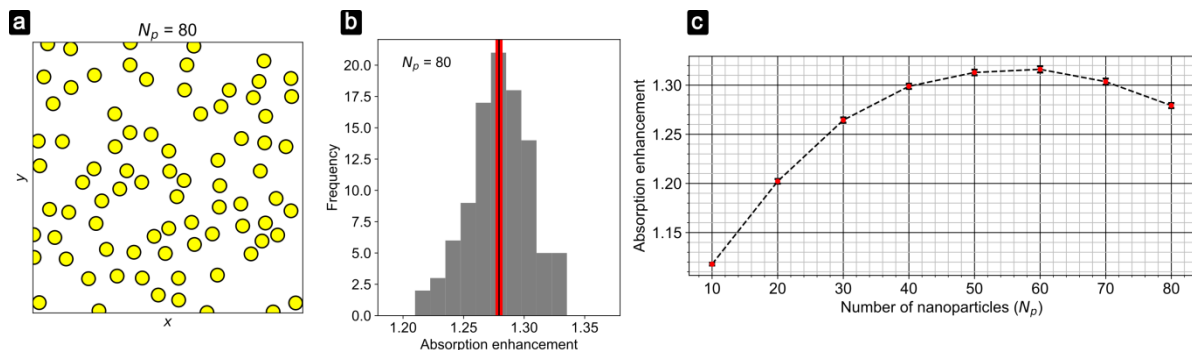 a
N_p = 80
y
x
b
N_p = 80
Frequency
20.0
17.5
15.0
12.5
10.0
7.5
5.0
2.5
0.0
1.20 1.25 1.30 1.35
Absorption enhancement
c
Absorption enhancement
1.30
1.25
1.20
1.15
10 20 30 40 50 60 70 80
Number of nanoparticles (N_p)